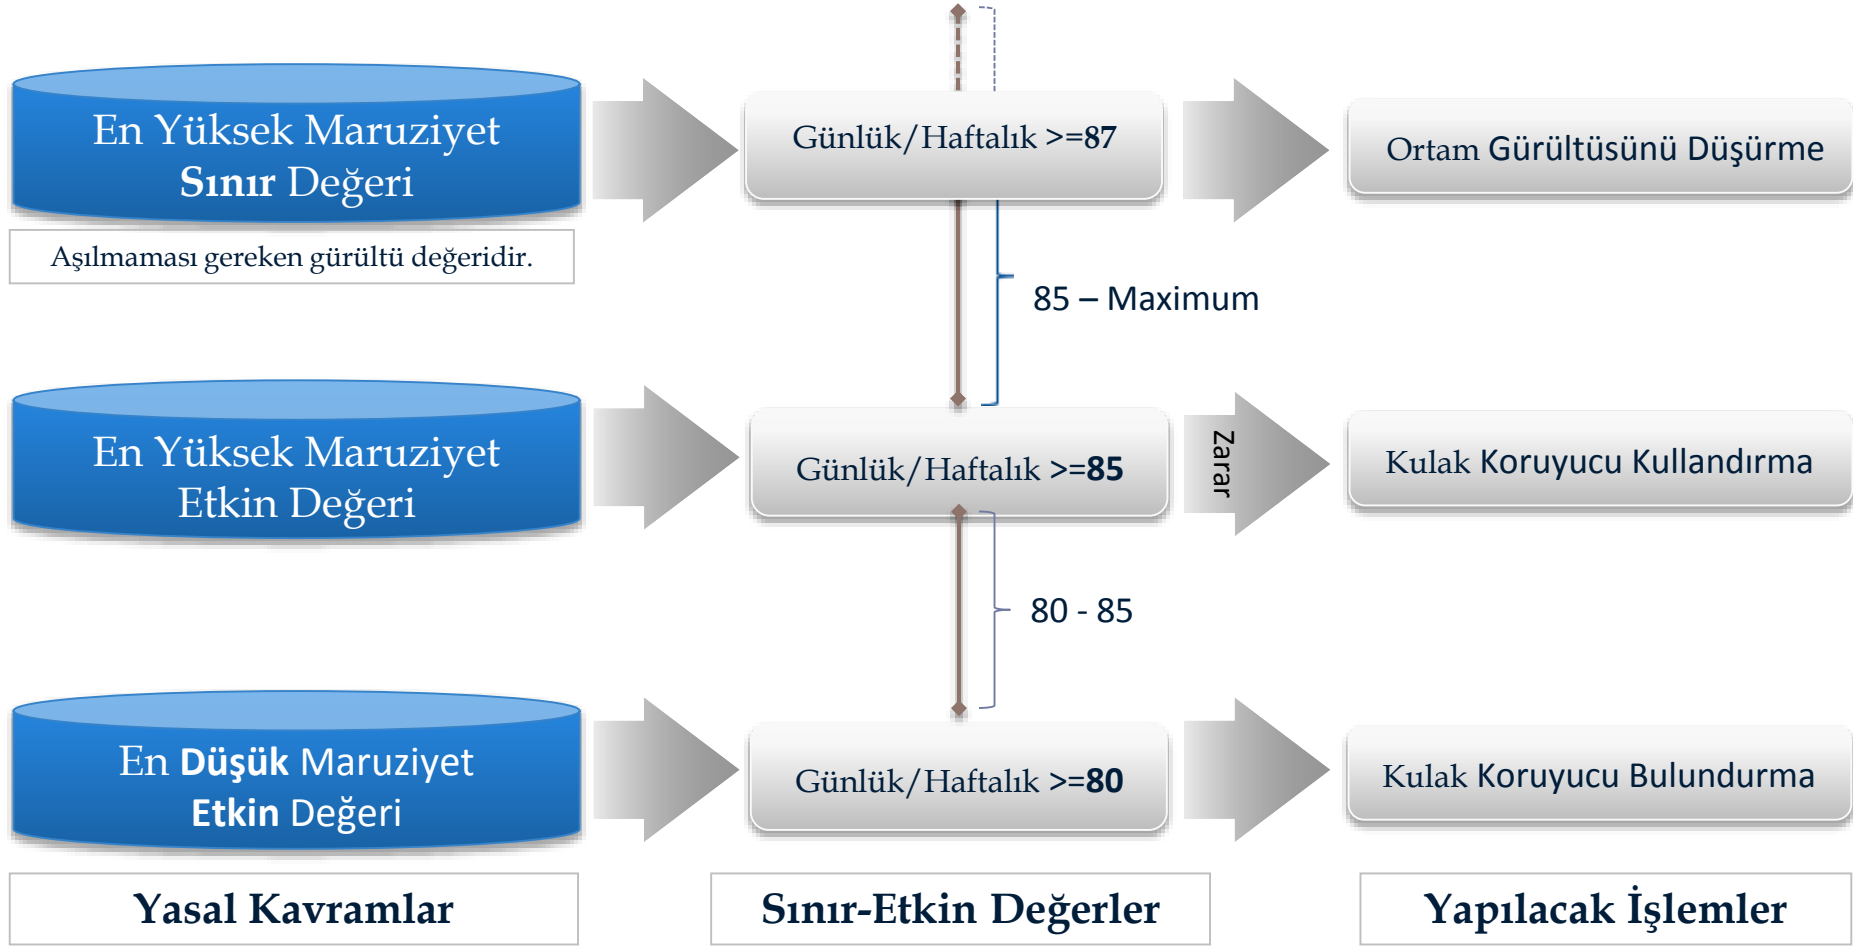 En Yüksek Maruziyet
Sınır Değeri
Aşılmaması gereken gürültü değeridir.
Günlük/Haftalık >=87
Ortam Gürültüsünü Düşürme
85 – Maximum
En Yüksek Maruziyet
Etkin Değeri
Günlük/Haftalık >=85
Zarar
Kulak Koruyucu Kullandırma
80 - 85
En Düşük Maruziyet
Etkin Değeri
Günlük/Haftalık >=80
Kulak Koruyucu Bulundurma
Yasal Kavramlar
Sınır-Etkin Değerler
Yapılacak İşlemler